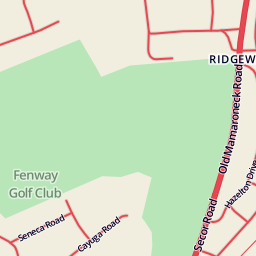 RIDGEW
Old Mamaroneck Road
Fenway
Golf Club
Hazelton Drive
Seneca Road
Cayuga Road
Secor Road